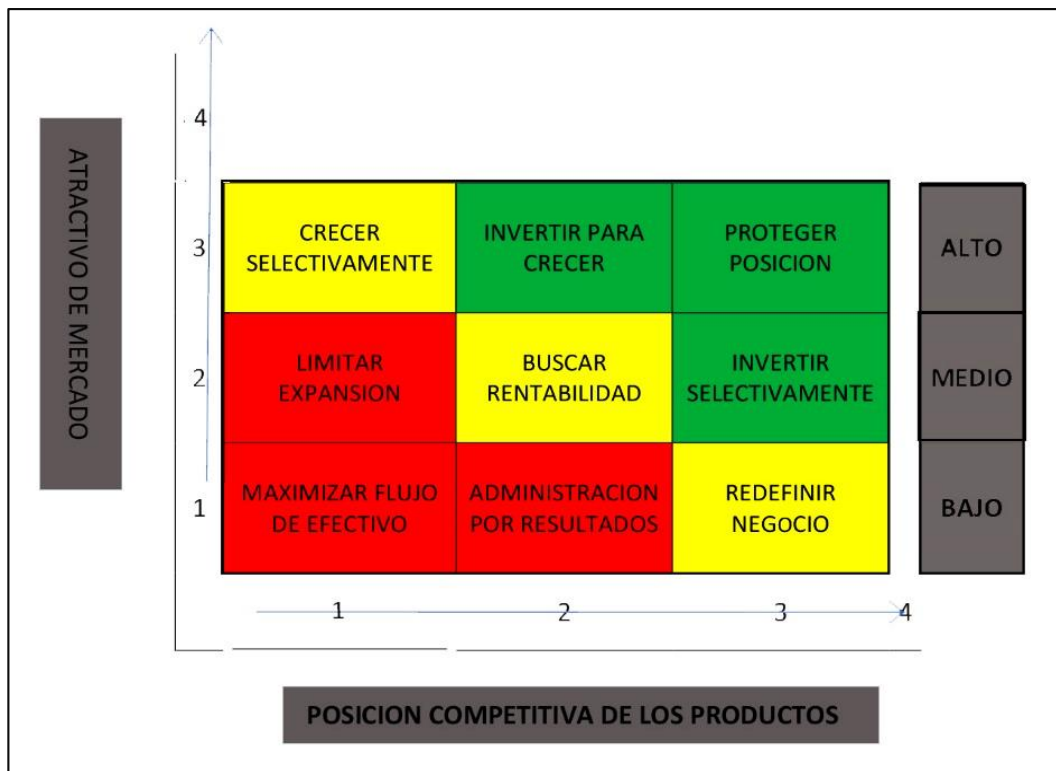 ATRACTIVO DE MERCADO
4
3
2
1
CRECER
SELECTIVAMENTE
INVERTIR PARA
CRECER
PROTEGER
POSICION
ALTO
LIMITAR
EXPANSION
BUSCAR
RENTABILIDAD
INVERTIR
SELECTIVAMENTE
MEDIO
MAXIMIZAR FLUJO
DE EFECTIVO
ADMINISTRACION
POR RESULTADOS
REDEFINIR
NEGOCIO
BAJO
1
2
3
4
POSICION COMPETITIVA DE LOS PRODUCTOS